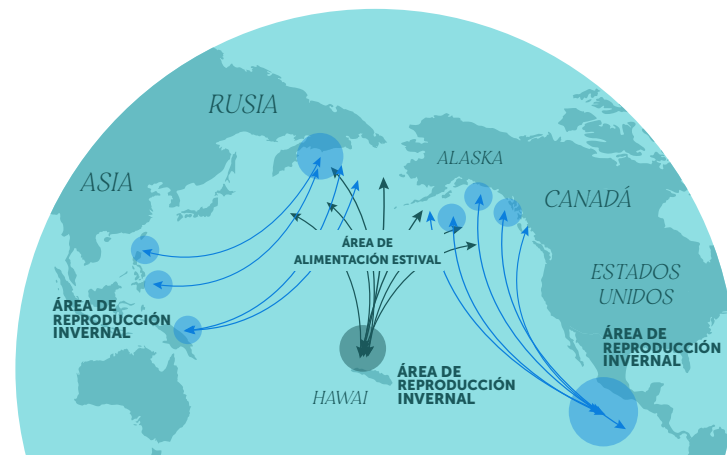 RUSIA
ALASKA
ASIA
CANADÁ
ÁREA DE
ALIMENTACIÓN ESTIVAL
ESTADOS
UNIDOS
ÁREA DE
REPRODUCCIÓN
INVERNAL
ÁREA DE
REPRODUCCIÓN
INVERNAL
ÁREA DE
REPRODUCCIÓN
INVERNAL
HAWAI